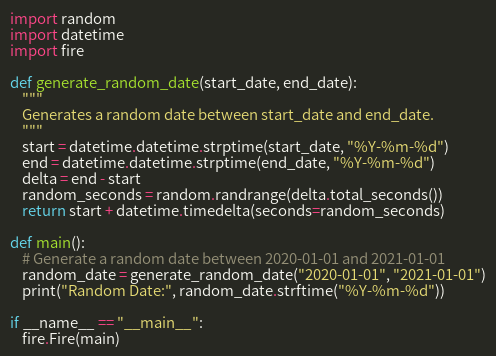 import random
import datetime
import fire

def generate_random_date(start_date, end_date):
    """
    Generates a random date between start_date and end_date.
    """
    start = datetime.datetime.strptime(start_date, "%Y-%m-%d")
    end = datetime.datetime.strptime(end_date, "%Y-%m-%d")
    delta = end - start
    random_seconds = random.randrange(delta.total_seconds())
    return start + datetime.timedelta(seconds=random_seconds)

def main():
    # Generate a random date between 2020-01-01 and 2021-01-01
    random_date = generate_random_date("2020-01-01", "2021-01-01")
    print("Random Date:", random_date.strftime("%Y-%m-%d"))

if __name__ == "__main__":
    fire.Fire(main)